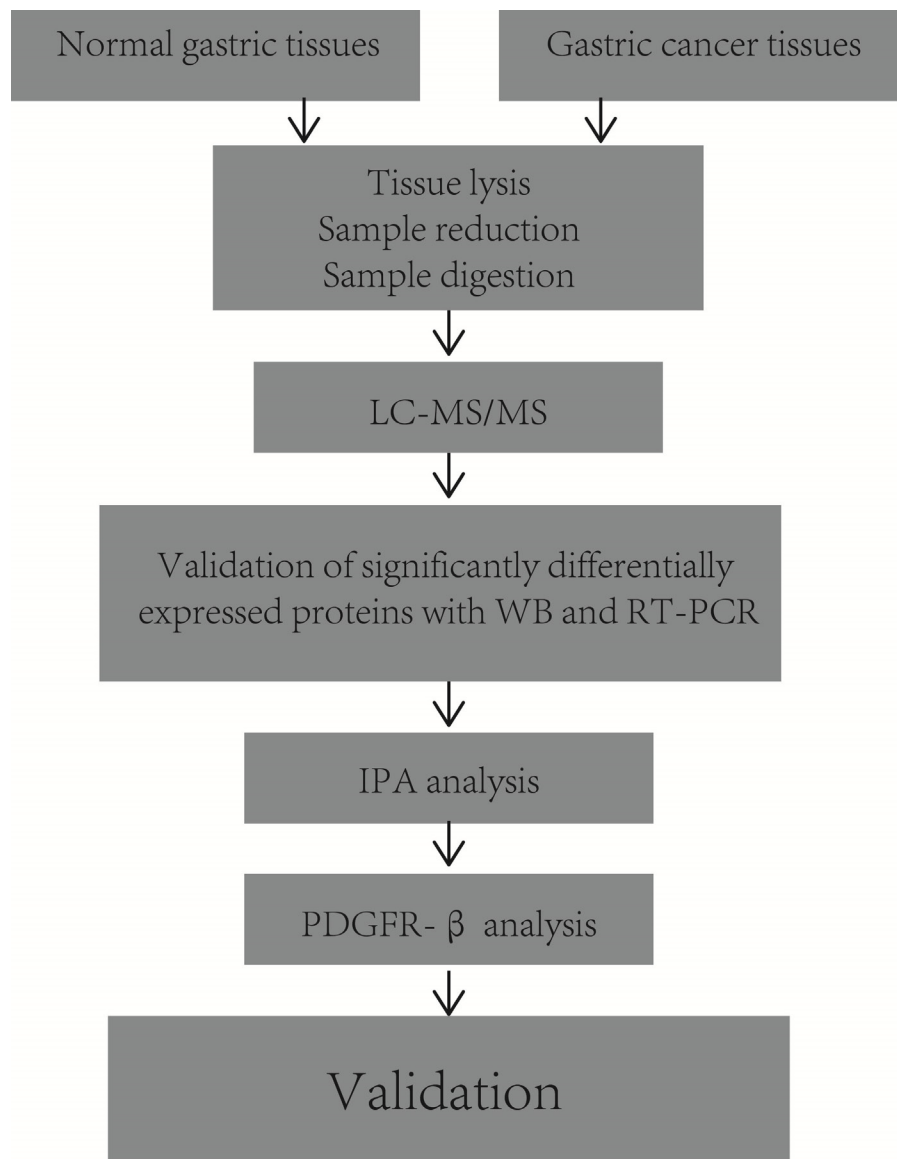 Normal gastric tissues
Gastric cancer tissues
Tissue lysis
Sample reduction
Sample digestion
LC-MS/MS
Validation of significantly differentially
expressed proteins with WB and RT-PCR
IPA analysis
PDGFR- β analysis
Validation